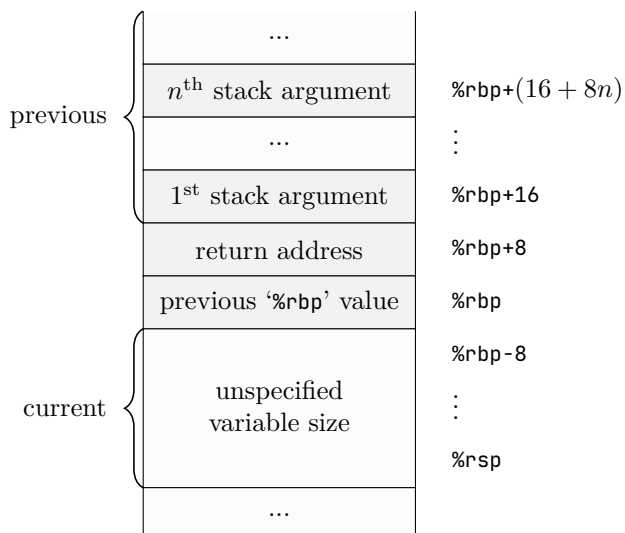 ...
nth stack argument %rbp+(16 + 8n)
previous
... ⋮
1st stack argument %rbp+16
return address %rbp+8
previous ‘%rbp’ value %rbp
%rbp-8
unspecified
current variable size ⋮
%rsp
...